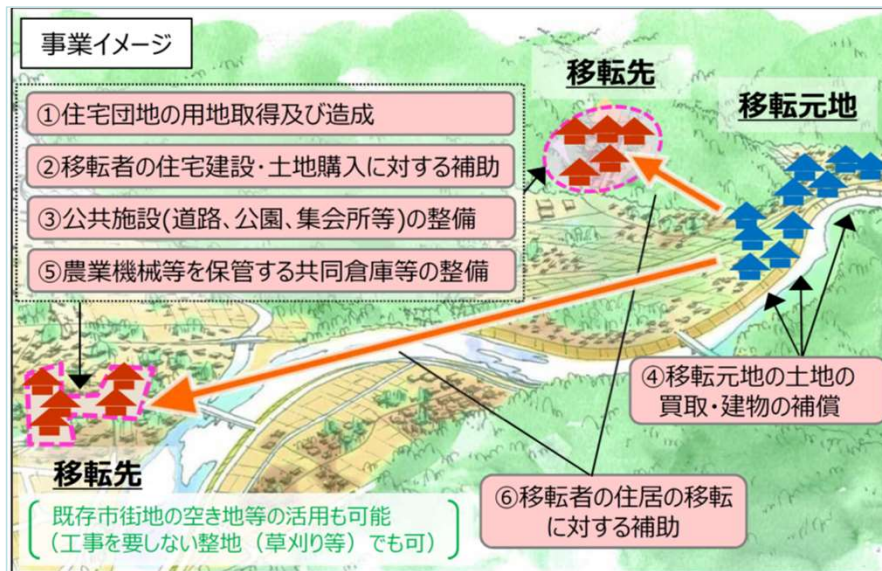 事業イメージ
①住宅団地の用地取得及び造成
②移転者の住宅建設・土地購入に対する補助
③公共施設(道路、公園、集会所等)の整備
⑤農業機械等を保管する共同倉庫等の整備
移転先
移転元地
④移転元地の土地の
買取・建物の補償
移転先
既存市街地の空き地等の活用も可能
（工事を要しない整地（草刈り等）でも可）
⑥移転者の住居の移転
に対する補助